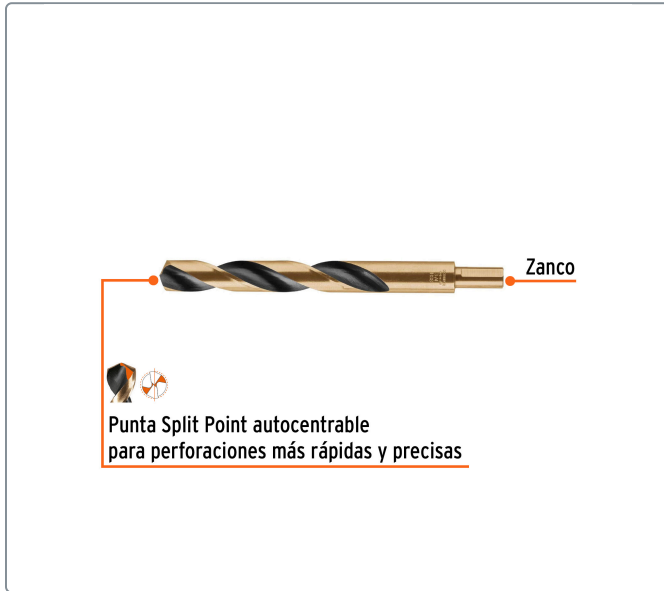 Zanco
Punta Split Point autocentrable
para perforaciones más rápidas y precisas